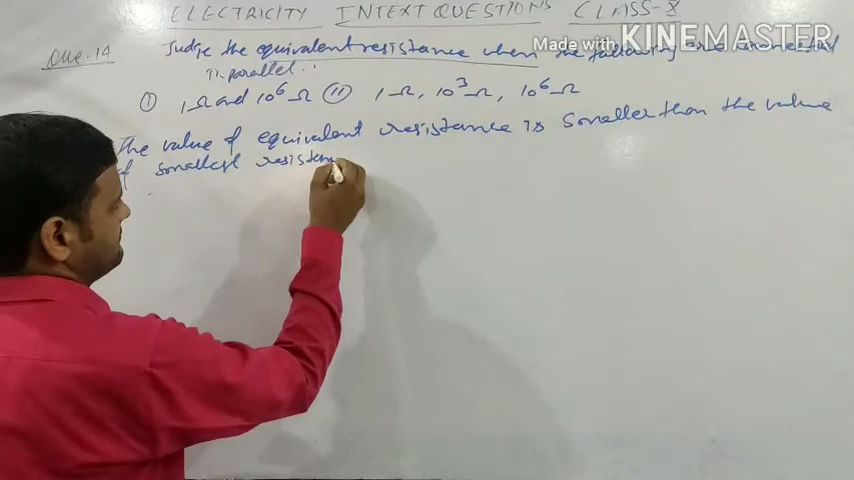 ELECTRICITY INTEXT QUESTIONS CLASS-X
Made with KINEMASTER
Que. 14 Judge the equivalent resistance when the following are connected
in parallel :
(I) 1Ω and 10⁶Ω (II) 1Ω, 10³Ω, 10⁶Ω
The value of equivalent resistance is smaller than the value
of smallest resistan